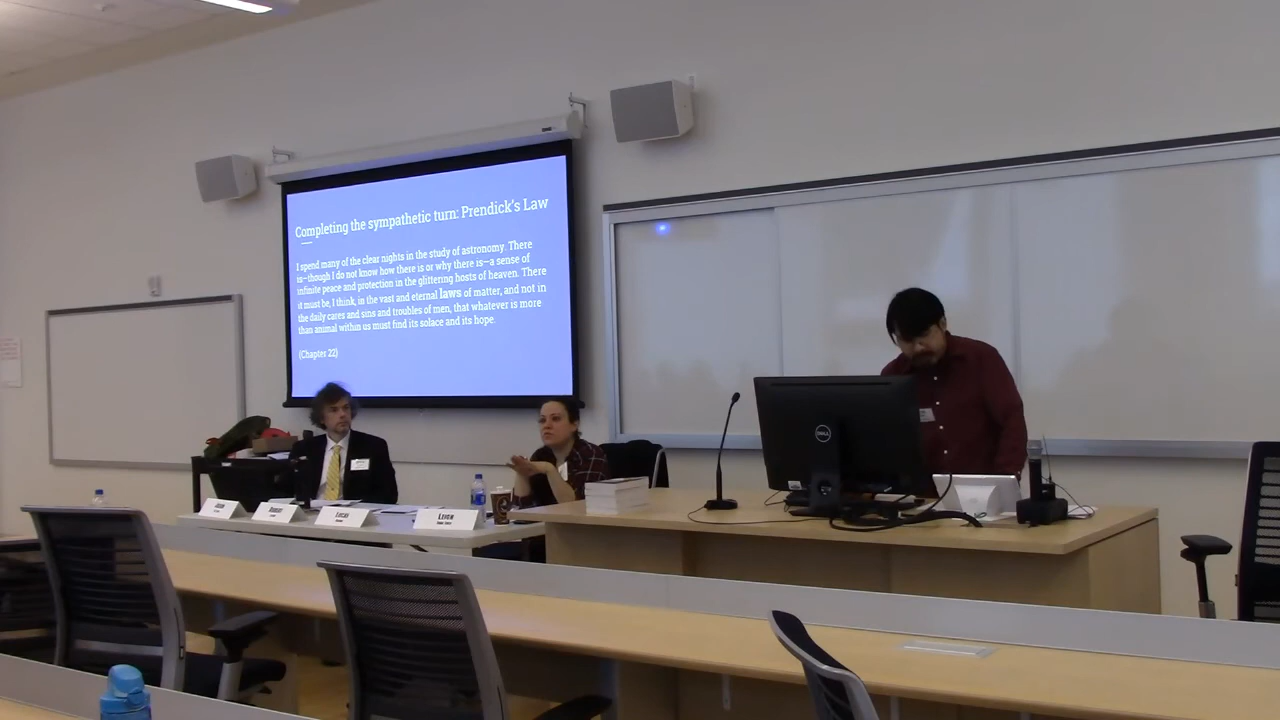 Completing the sympathetic turn: Prendick's Law
I spend many of the clear nights in the study of astronomy. There
is—though I do not know how there is or why there is—a sense of
infinite peace and protection in the glittering hosts of heaven. There
it must be, I think, in the vast and eternal laws of matter, and not in
the daily cares and sins and troubles of men, that whatever is more
than animal within us must find its solace and its hope.
(Chapter 22)
LUCAY
LEVEN
DELL